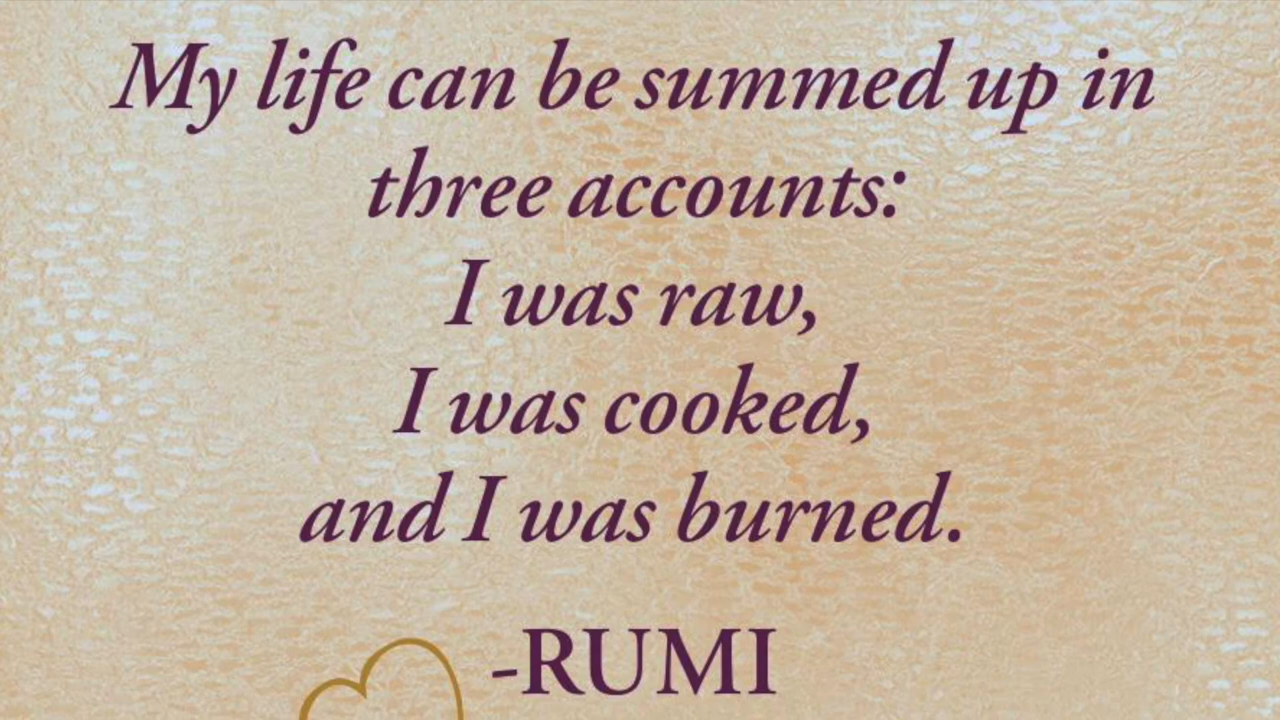 My life can be summed up in
three accounts:
I was raw,
I was cooked,
and I was burned.
-RUMI